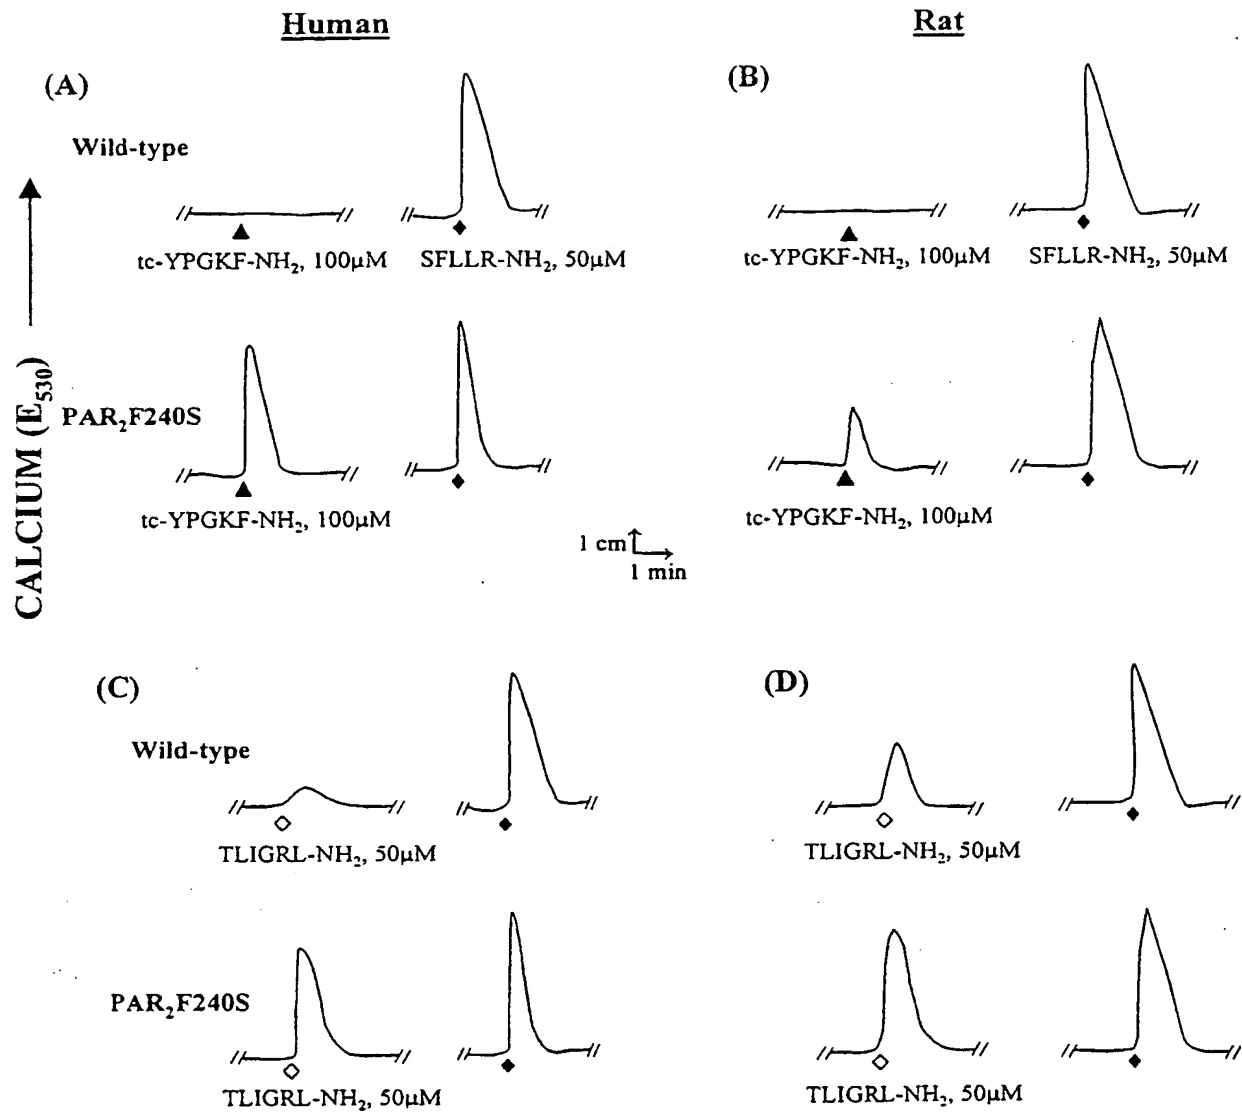 Human
Rat
(A)
(B)
Wild-type
tc-YPGKF-NH₂, 100µM
SFLLR-NH₂, 50µM
tc-YPGKF-NH₂, 100µM
SFLLR-NH₂, 50µM
CALCIUM (E₅₃₀)
PAR₂F240S
tc-YPGKF-NH₂, 100µM
tc-YPGKF-NH₂, 100µM
1 cm
1 min
(C)
(D)
Wild-type
TLIGRL-NH₂, 50µM
TLIGRL-NH₂, 50µM
PAR₂F240S
TLIGRL-NH₂, 50µM
TLIGRL-NH₂, 50µM